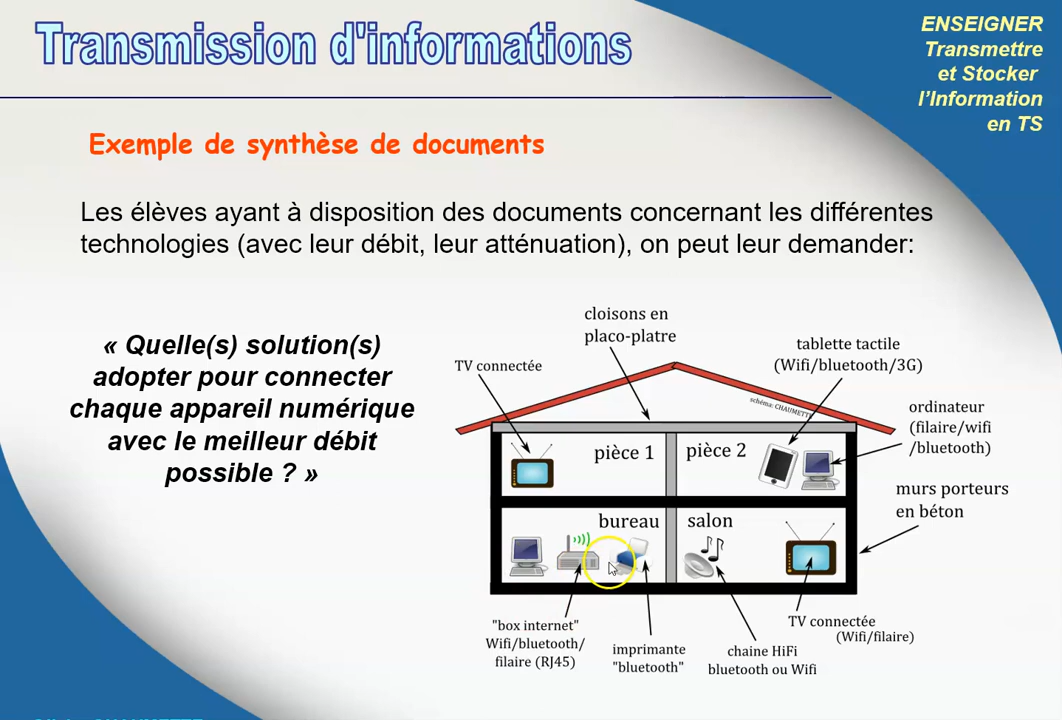 Transmission d'informations
ENSEIGNER
Transmettre
et Stocker
l'Information
en TS
Exemple de synthèse de documents
Les élèves ayant à disposition des documents concernant les différentes
technologies (avec leur débit, leur atténuation), on peut leur demander:
« Quelle(s) solution(s)
adopter pour connecter
chaque appareil numérique
avec le meilleur débit
possible ? »
cloisons en
placo-platre
TV connectée
tablette tactile
(Wifi/bluetooth/3G)
schéma: CHAUMETTE
ordinateur
(filaire/wifi
/bluetooth)
pièce 1
pièce 2
murs porteurs
en béton
bureau
salon
"box internet"
Wifi/bluetooth/
filaire (RJ45)
imprimante
"bluetooth"
chaine HiFi
bluetooth ou Wifi
TV connectée
(Wifi/filaire)